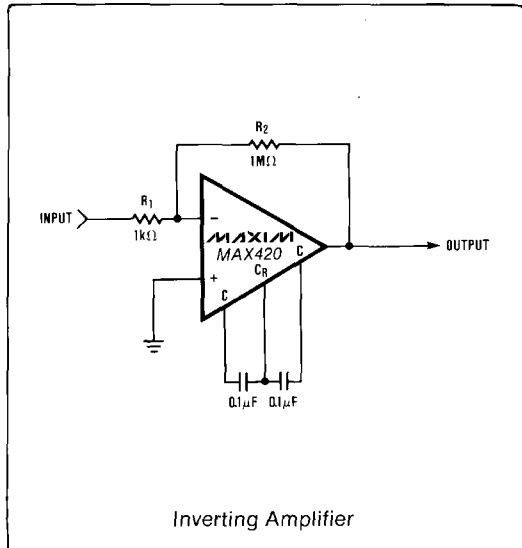 R2
1MΩ
R1
INPUT
1kΩ
−
MAXIM
MAX420
C
CR
+
C
OUTPUT
0.1μF 0.1μF
Inverting Amplifier